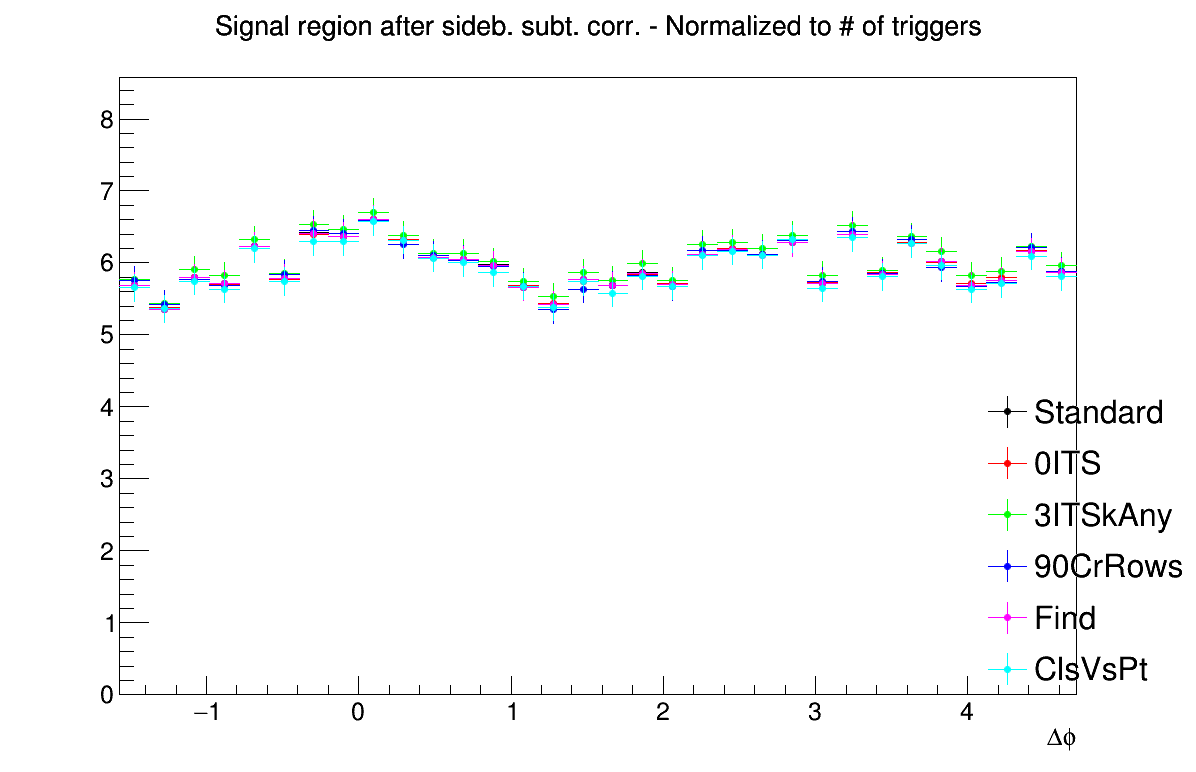 Signal region after sideb. subt. corr. - Normalized to # of triggers
8
7
6
5
4
3
2
1
0
Standard
0ITS
3ITSkAny
90CrRows
Find
ClsVsPt
−1 0 1 2 3 4
Δϕ